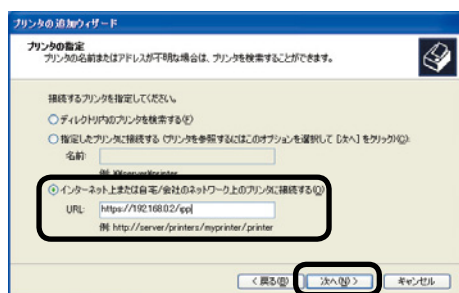 プリンタの追加ウィザード
プリンタの指定
プリンタの名前またはアドレスが不明な場合は、プリンタを検索することができます。
接続するプリンタを指定してください。
ディレクトリ内のプリンタを検索する(F)
指定したプリンタに接続する (プリンタを参照するにはこのオプションを選択して [次へ] をクリック)(C):
名前:
例: ¥¥server¥printer
インターネット上または自宅/会社のネットワーク上のプリンタに接続する(O):
URL: https://192.168.0.2/ipp
例: http://server/printers/myprinter/printer
< 戻る(B) 次へ(N) > キャンセル